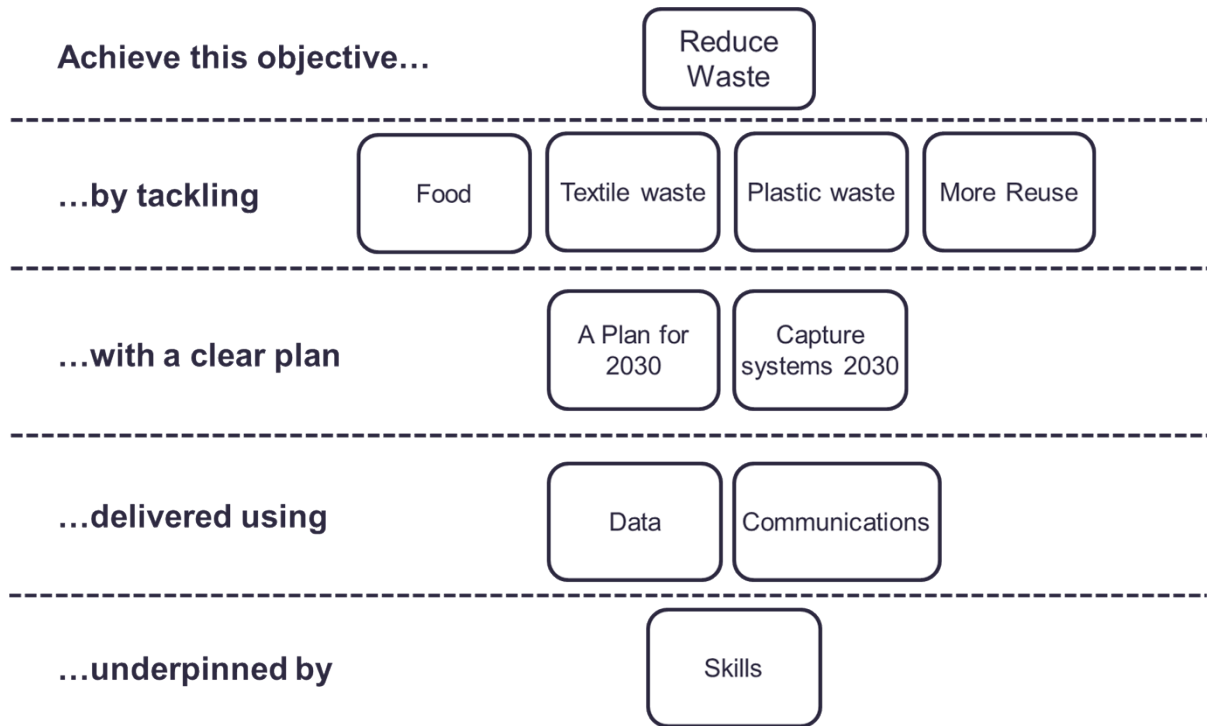 Achieve this objective…
Reduce
Waste
…by tackling
Food
Textile waste
Plastic waste
More Reuse
…with a clear plan
A Plan for
2030
Capture
systems 2030
…delivered using
Data
Communications
…underpinned by
Skills